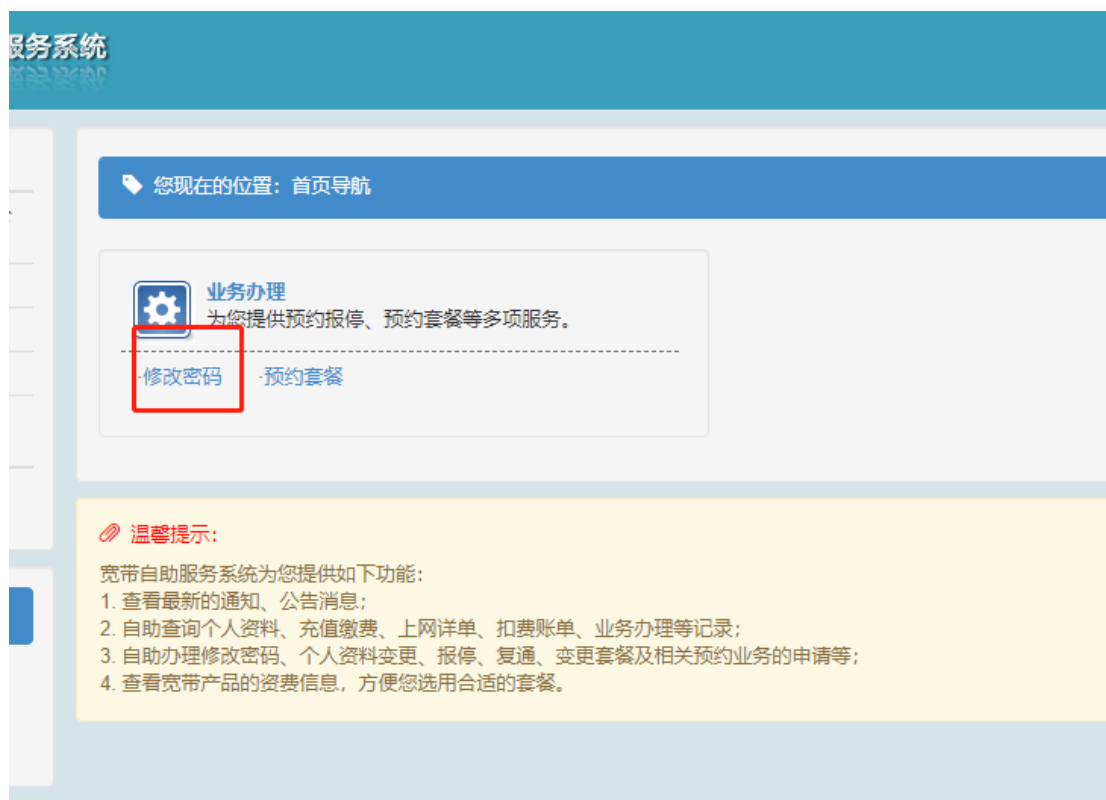 服务系统
您现在的位置：首页导航
业务办理
为您提供预约报停、预约套餐等多项服务。
·修改密码 ·预约套餐
温馨提示：
宽带自助服务系统为您提供如下功能：
1. 查看最新的通知、公告消息；
2. 自助查询个人资料、充值缴费、上网详单、扣费账单、业务办理等记录；
3. 自助办理修改密码、个人资料变更、报停、复通、变更套餐及相关预约业务的申请等；
4. 查看宽带产品的资费信息，方便您选用合适的套餐。